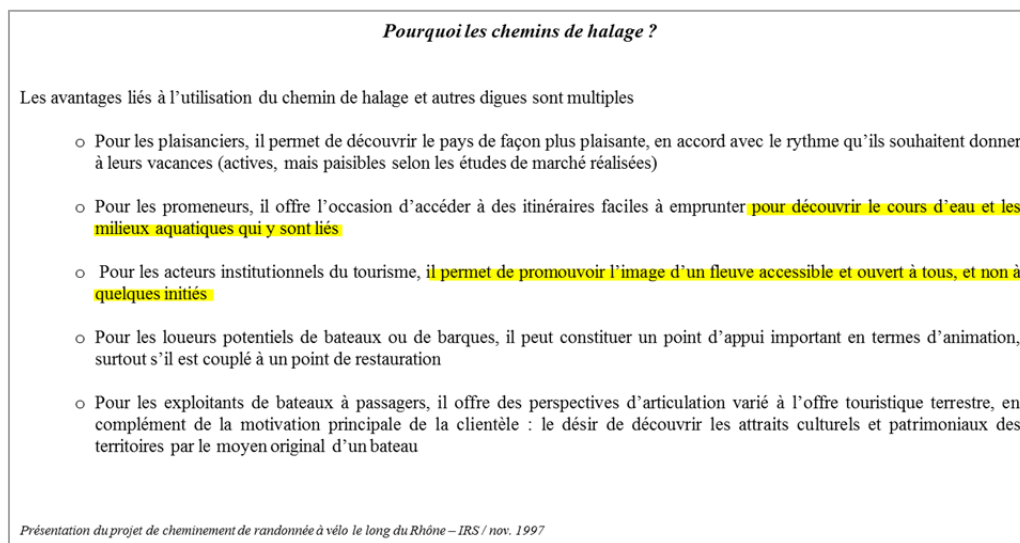 Pourquoi les chemins de halage ?
Les avantages liés à l’utilisation du chemin de halage et autres digues sont multiples
o Pour les plaisanciers, il permet de découvrir le pays de façon plus plaisante, en accord avec le rythme qu’ils souhaitent donner
à leurs vacances (actives, mais paisibles selon les études de marché réalisées)
o Pour les promeneurs, il offre l’occasion d’accéder à des itinéraires faciles à emprunter pour découvrir le cours d’eau et les
milieux aquatiques qui y sont liés
o Pour les acteurs institutionnels du tourisme, il permet de promouvoir l’image d’un fleuve accessible et ouvert à tous, et non à
quelques initiés
o Pour les loueurs potentiels de bateaux ou de barques, il peut constituer un point d’appui important en termes d’animation,
surtout s’il est couplé à un point de restauration
o Pour les exploitants de bateaux à passagers, il offre des perspectives d’articulation varié à l’offre touristique terrestre, en
complément de la motivation principale de la clientèle : le désir de découvrir les attraits culturels et patrimoniaux des
territoires par le moyen original d’un bateau
Présentation du projet de cheminement de randonnée à vélo le long du Rhône – IRS / nov. 1997